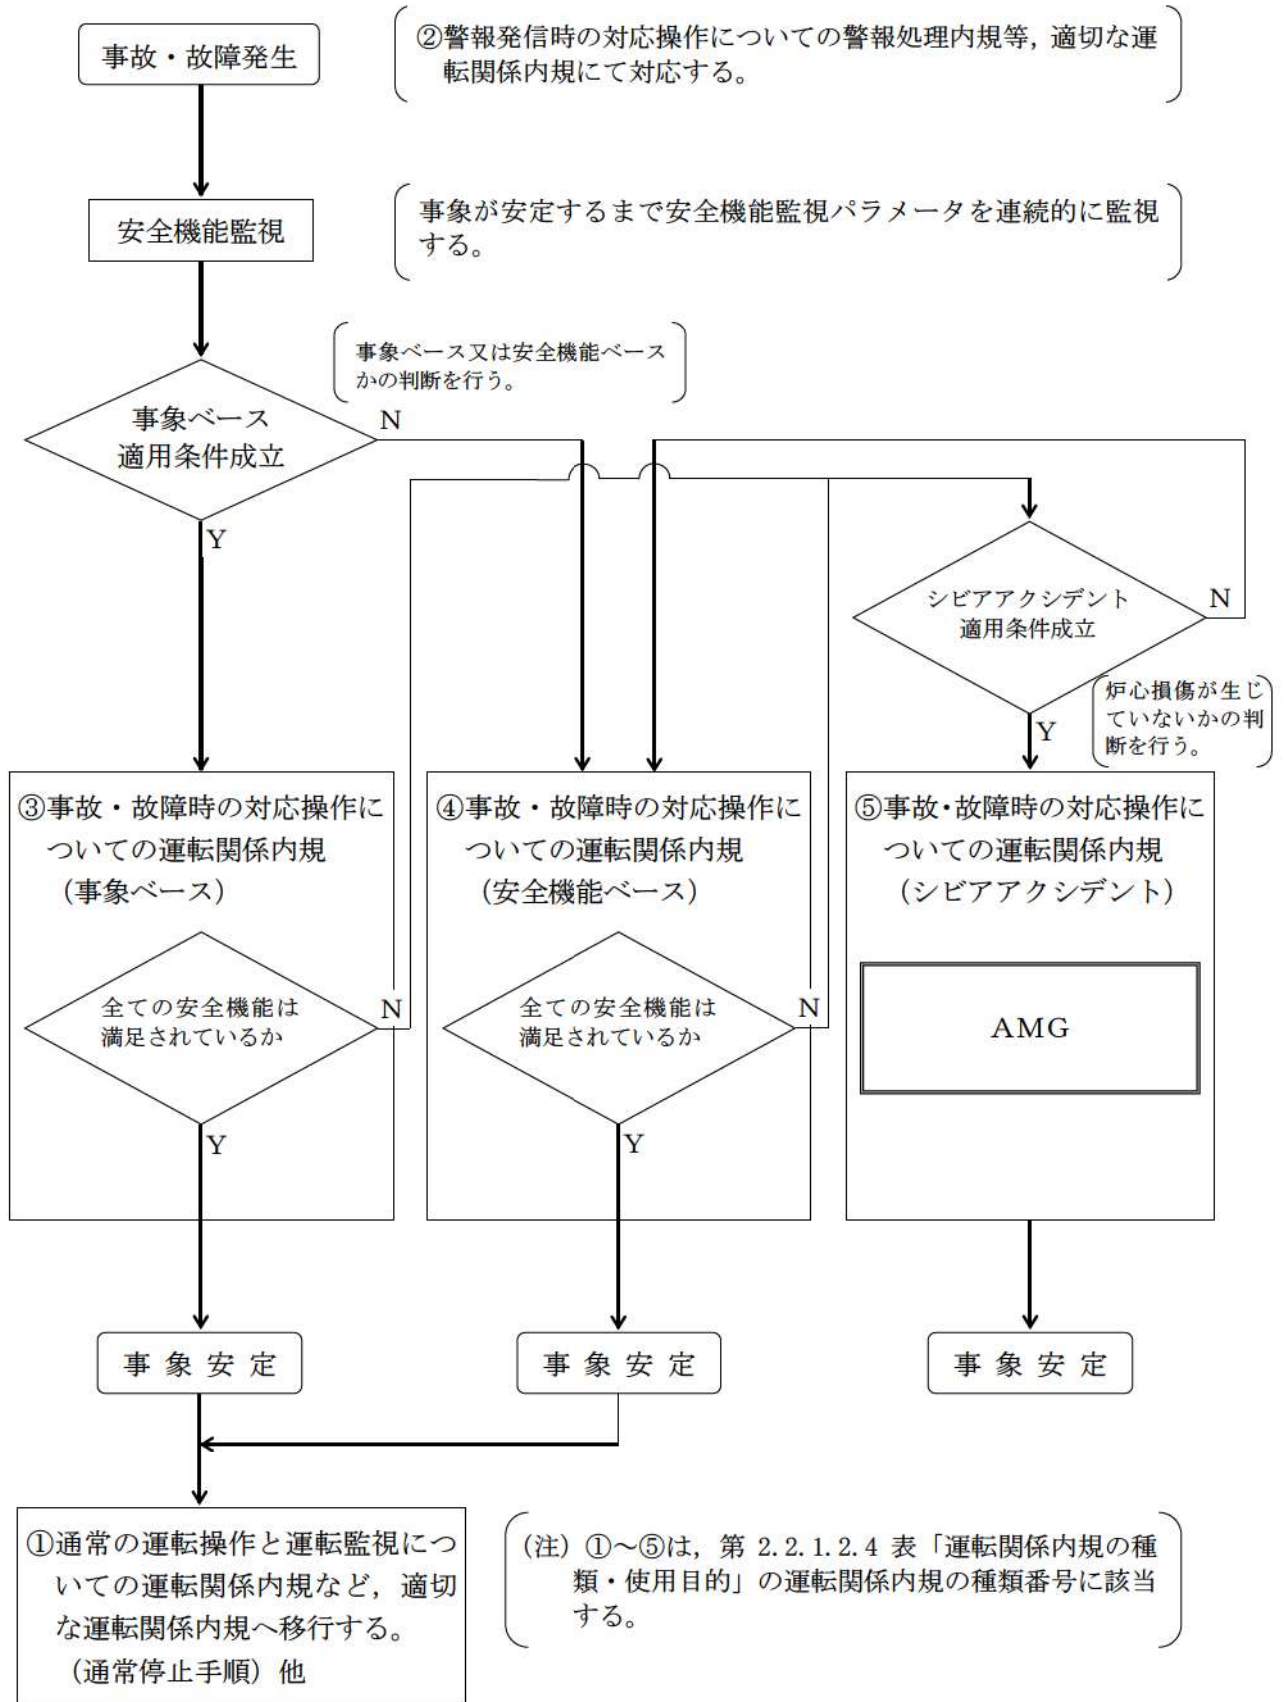 事故・故障発生
②警報発信時の対応操作についての警報処理内規等，適切な運
転関係内規にて対応する。
安全機能監視
事象が安定するまで安全機能監視パラメータを連続的に監視
する。
事象ベース又は安全機能ベース
かの判断を行う。
事象ベース
適用条件成立
N
Y
シビアアクシデント
適用条件成立
N
Y
炉心損傷が生じ
ていないかの判
断を行う。
③事故・故障時の対応操作に
ついての運転関係内規
（事象ベース）
全ての安全機能は
満足されているか
N
Y
④事故・故障時の対応操作に
ついての運転関係内規
（安全機能ベース）
全ての安全機能は
満足されているか
N
Y
⑤事故・故障時の対応操作に
ついての運転関係内規
（シビアアクシデント）
AMG
事象安定
事象安定
事象安定
①通常の運転操作と運転監視につ
いての運転関係内規など，適切
な運転関係内規へ移行する。
（通常停止手順）他
（注）①～⑤は，第 2.2.1.2.4 表「運転関係内規の種
類・使用目的」の運転関係内規の種類番号に該当
する。